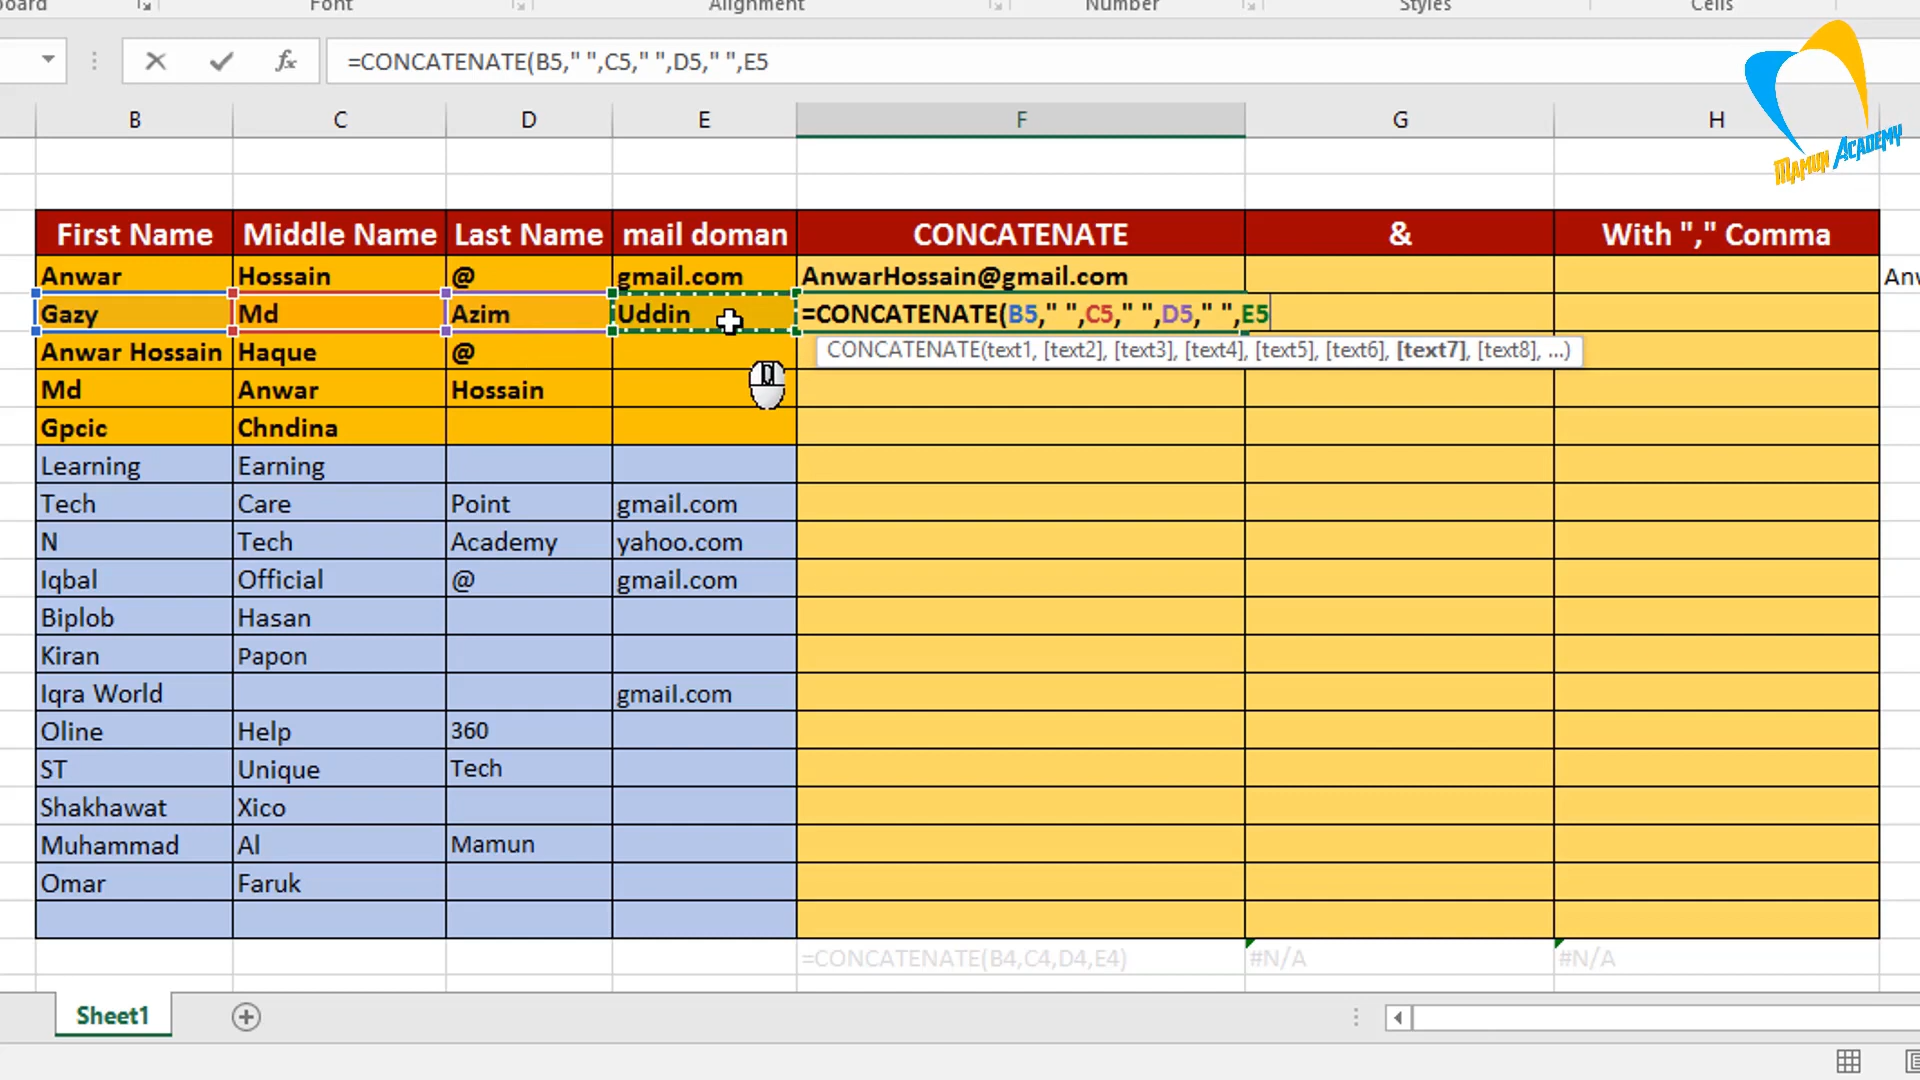 Font Alignment Number Styles Cells
=CONCATENATE(B5," ",C5," ",D5," ",E5
MAMUN ACADEMY
B C D E F G H
First Name Middle Name Last Name mail doman CONCATENATE & With "," Comma
Anwar Hossain @ gmail.com AnwarHossain@gmail.com
Gazy Md Azim Uddin =CONCATENATE(B5," ",C5," ",D5," ",E5
CONCATENATE(text1, [text2], [text3], [text4], [text5], [text6], [text7], [text8], ...)
Anwar Hossain Haque @
Md Anwar Hossain
Gpcic Chndina
Learning Earning
Tech Care Point gmail.com
N Tech Academy yahoo.com
Iqbal Official @ gmail.com
Biplob Hasan
Kiran Papon
Iqra World gmail.com
Oline Help 360
ST Unique Tech
Shakhawat Xico
Muhammad Al Mamun
Omar Faruk
=CONCATENATE(B4,C4,D4,E4) #N/A #N/A
Sheet1